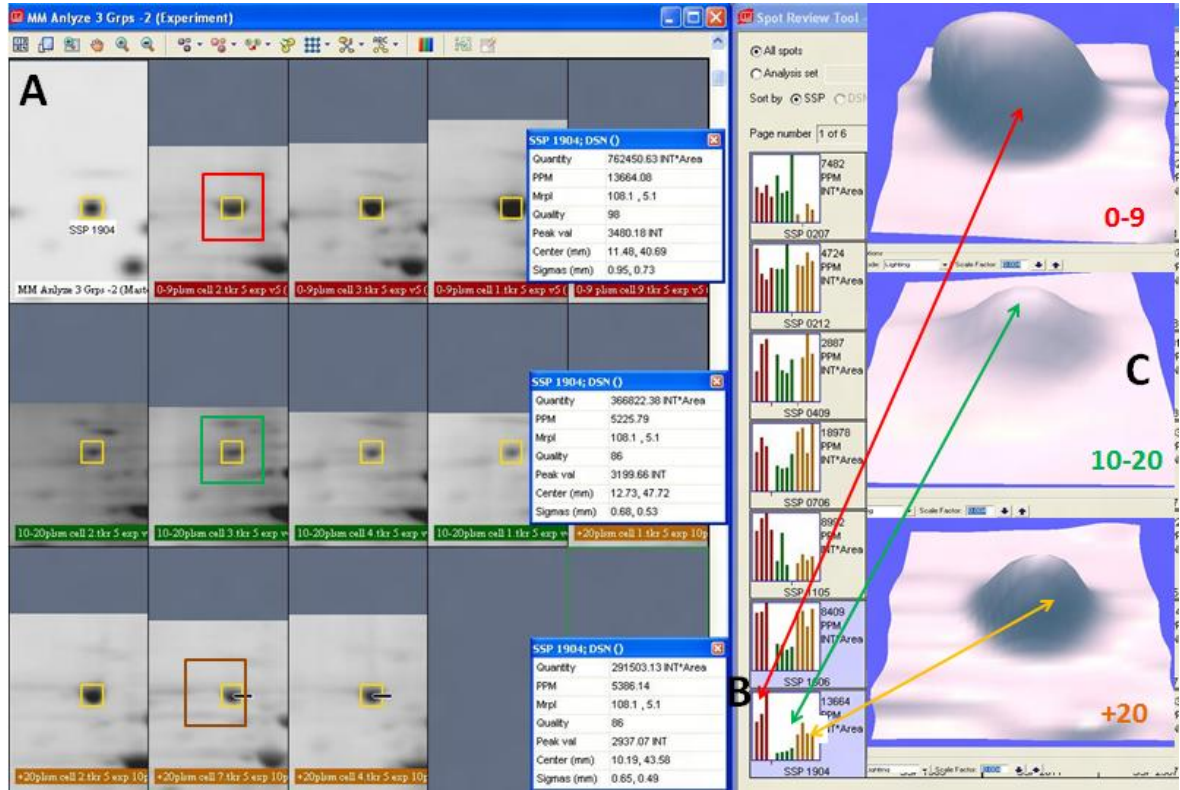 MM Anlyze 3 Grps -2 (Experiment)
A
SSP 1904
MM Anlyze 3 Grps -2 (Mast
0-9plsm cell 2.tkr 5 exp v5 (
0-9plsm cell 3.tkr 5 exp v5 (
0-9plsm cell 1.tkr 5 exp v5 (
0-9 plsm cell 9.tkr 5 exp v5 (
SSP 1904; DSN ()
Quantity 762450.63 INT*Area
PPM 13664.08
Mrpl 108.1 , 5.1
Quality 98
Peak val 3480.18 INT
Center (mm) 11.48, 40.69
Sigmas (mm) 0.95, 0.73
10-20plsm cell 2.tkr 5 exp v
10-20plsm cell 3.tkr 5 exp v
10-20plsm cell 4.tkr 5 exp v
10-20plsm cell 1.tkr 5 exp v
+20plsm cell 1.tkr 5 exp 10p
SSP 1904; DSN ()
Quantity 366822.38 INT*Area
PPM 5225.79
Mrpl 108.1 , 5.1
Quality 86
Peak val 3199.66 INT
Center (mm) 12.73, 47.72
Sigmas (mm) 0.68, 0.53
+20plsm cell 2.tkr 5 exp 10p
+20plsm cell 7.tkr 5 exp 10p
+20plsm cell 4.tkr 5 exp 10p
SSP 1904; DSN ()
Quantity 291503.13 INT*Area
PPM 5386.14
Mrpl 108.1 , 5.1
Quality 86
Peak val 2937.07 INT
Center (mm) 10.19, 43.58
Sigmas (mm) 0.65, 0.49
Spot Review Tool -
All spots
Analysis set
Sort by SSP DSN
Page number 1 of 6
7482
PPM
INT*Area
SSP 0207
4724
PPM
INT*Area
SSP 0212
2887
PPM
INT*Area
SSP 0409
18978
PPM
INT*Area
SSP 0706
8992
PPM
INT*Area
SSP 1105
8409
PPM
INT*Area
SSP 1606
B
13664
PPM
INT*Area
SSP 1904
0-9
Lighting Scale Factor:
C
10-20
Scale Factor:
+20
Scale Factor: